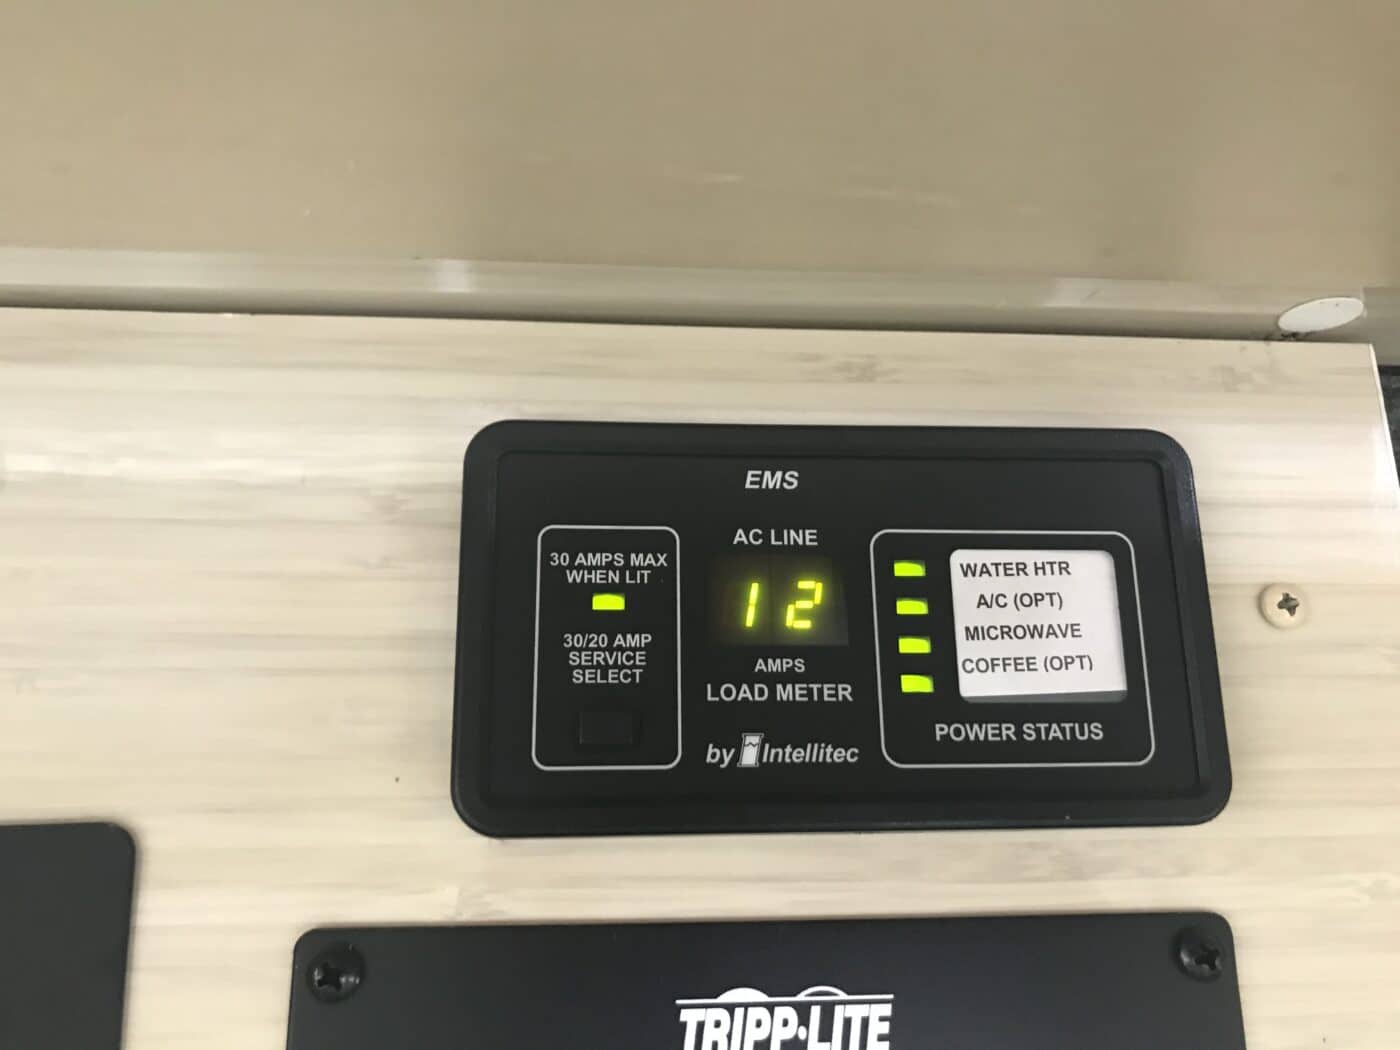 EMS
30 AMPS MAX
WHEN LIT
30/20 AMP
SERVICE
SELECT
AC LINE
12
AMPS
LOAD METER
by Intellitec
WATER HTR
A/C (OPT)
MICROWAVE
COFFEE (OPT)
POWER STATUS
TRIPP·LITE